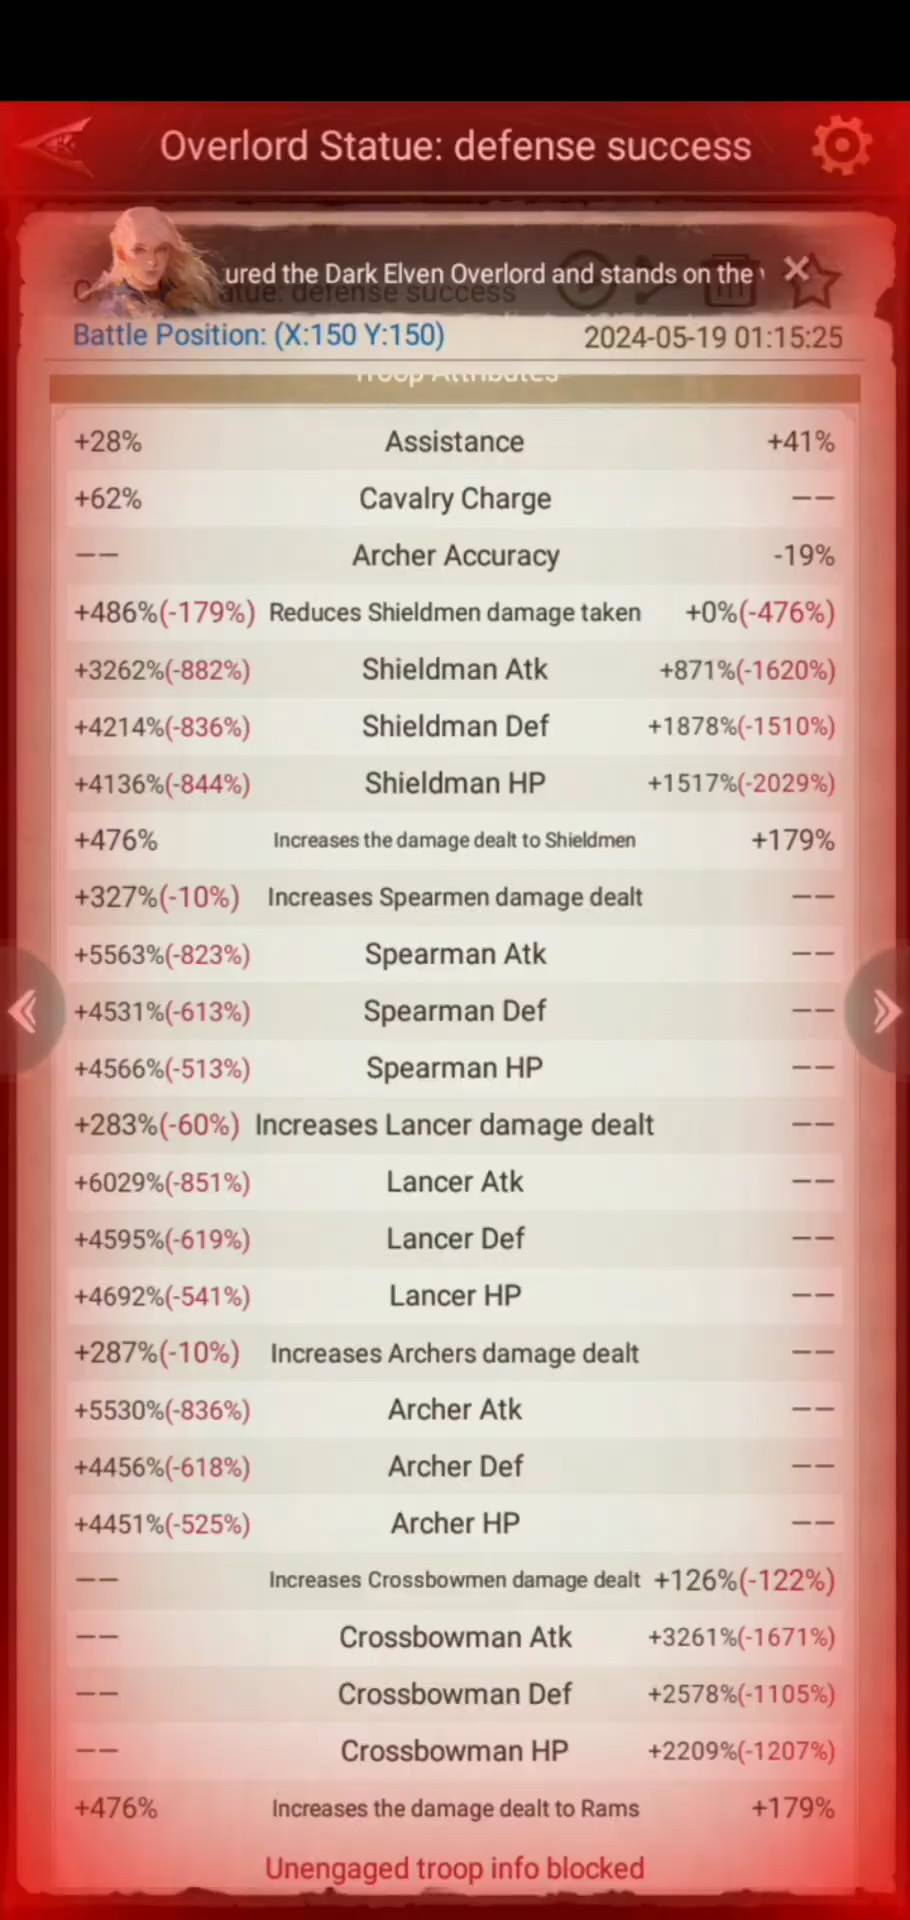 Overlord Statue: defense success
ured the Dark Elven Overlord and stands on the
atue: defense success
Battle Position: (X:150 Y:150) 2024-05-19 01:15:25
Troop Attributes
+28% Assistance +41%
+62% Cavalry Charge --
-- Archer Accuracy -19%
+486%(-179%) Reduces Shieldmen damage taken +0%(-476%)
+3262%(-882%) Shieldman Atk +871%(-1620%)
+4214%(-836%) Shieldman Def +1878%(-1510%)
+4136%(-844%) Shieldman HP +1517%(-2029%)
+476% Increases the damage dealt to Shieldmen +179%
+327%(-10%) Increases Spearmen damage dealt --
+5563%(-823%) Spearman Atk --
+4531%(-613%) Spearman Def --
+4566%(-513%) Spearman HP --
+283%(-60%) Increases Lancer damage dealt --
+6029%(-851%) Lancer Atk --
+4595%(-619%) Lancer Def --
+4692%(-541%) Lancer HP --
+287%(-10%) Increases Archers damage dealt --
+5530%(-836%) Archer Atk --
+4456%(-618%) Archer Def --
+4451%(-525%) Archer HP --
-- Increases Crossbowmen damage dealt +126%(-122%)
-- Crossbowman Atk +3261%(-1671%)
-- Crossbowman Def +2578%(-1105%)
-- Crossbowman HP +2209%(-1207%)
+476% Increases the damage dealt to Rams +179%
Unengaged troop info blocked